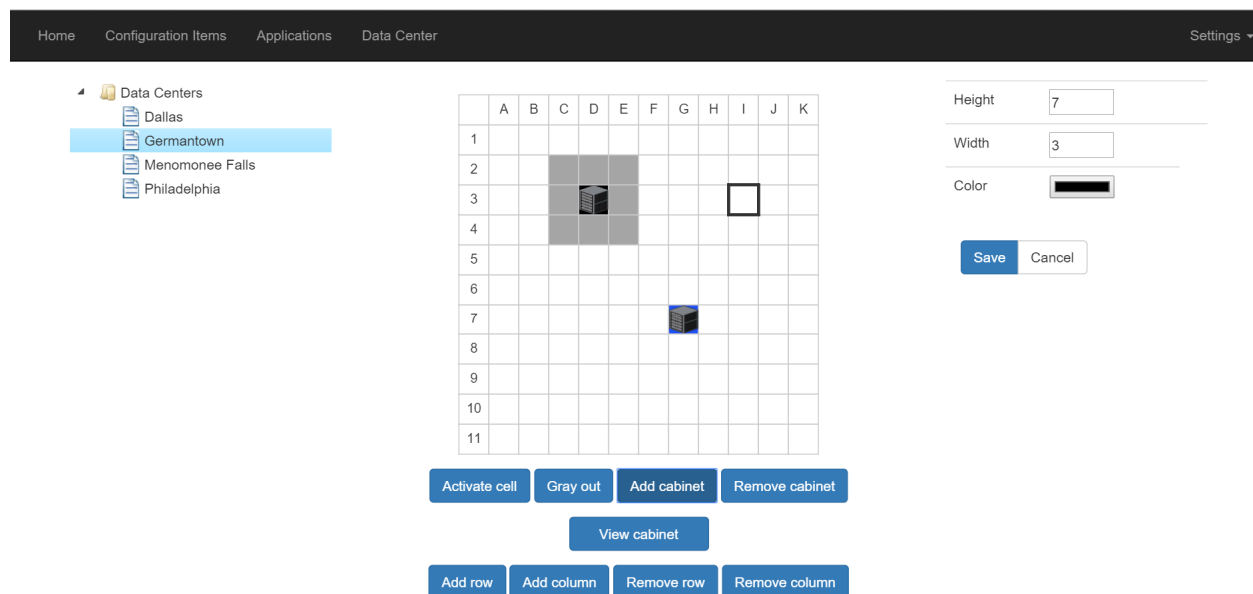 Home Configuration Items Applications Data Center Settings
Data Centers
Dallas
Germantown
Menomonee Falls
Philadelphia
A B C D E F G H I J K
1
2
3
4
5
6
7
8
9
10
11
Activate cell Gray out Add cabinet Remove cabinet
View cabinet
Add row Add column Remove row Remove column
Height 7
Width 3
Color
Save Cancel